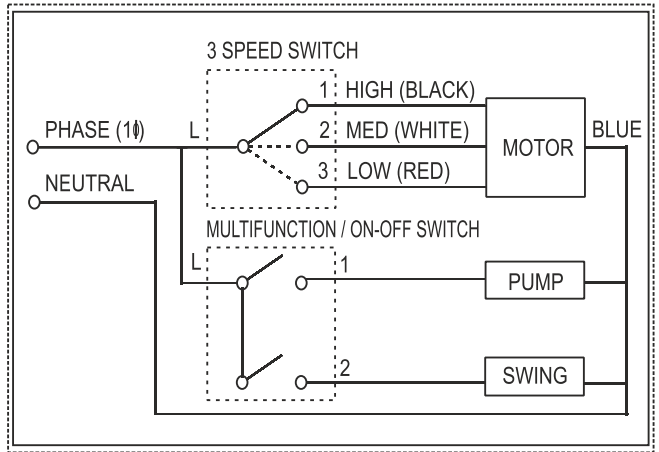 3 SPEED SWITCH
1 HIGH (BLACK)
PHASE (1ϕ) L
2 MED (WHITE)
MOTOR
BLUE
3 LOW (RED)
NEUTRAL
MULTIFUNCTION / ON-OFF SWITCH
L
1
PUMP
2
SWING